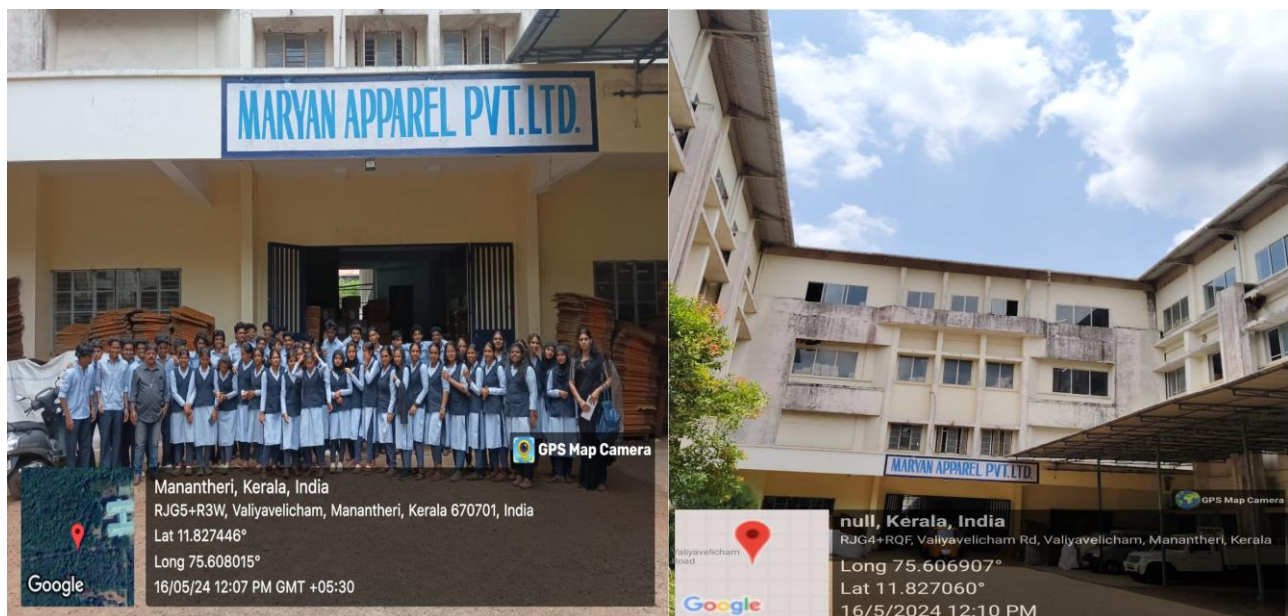 MARYAN APPAREL PVT.LTD.
GPS Map Camera
Manantheri, Kerala, India
RJG5+R3W, Valiyavelicham, Manantheri, Kerala 670701, India
Lat 11.827446°
Long 75.608015°
16/05/24 12:07 PM GMT +05:30
Google
MARYAN APPAREL PVT.LTD.
GPS Map Camera
null, Kerala, India
RJG4+RQF, Valiyavelicham Rd, Valiyavelicham, Manantheri, Kerala
Long 75.606907°
Lat 11.827060°
16/5/2024 12:10 PM
Valiyavelicham
Road
Google